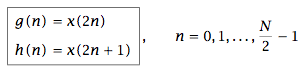 g(n) = x(2n)
h(n) = x(2n + 1) , n = 0, 1, . . . , N/2 − 1